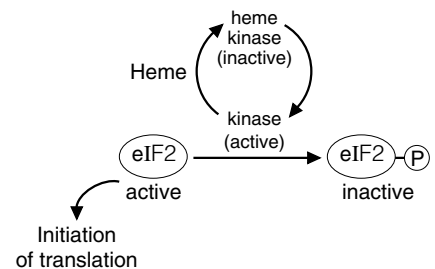 heme
kinase
(inactive)
Heme
kinase
(active)
eIF2
eIF2
P
active
inactive
Initiation
of translation